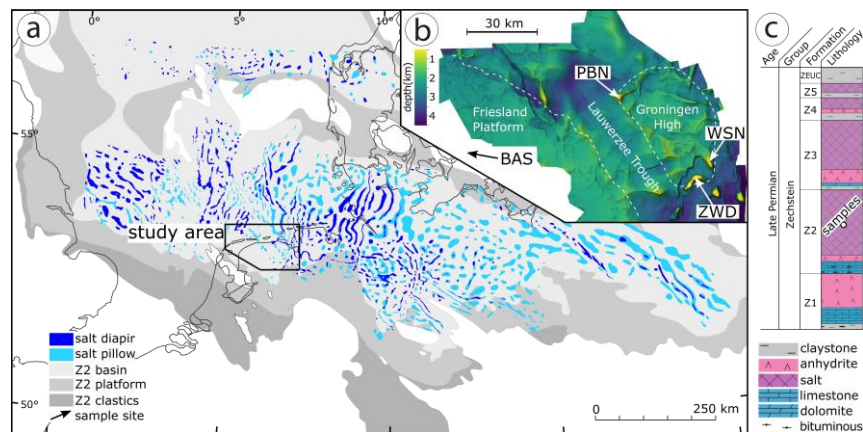 a
0°
5°
10°
55°
50°
study area
salt diapir
salt pillow
Z2 basin
Z2 platform
Z2 clastics
sample site
0
250 km
b
30 km
depth(km)
1
2
3
4
PBN
Friesland
Platform
Groningen
High
Lauwerzee Trough
BAS
WSN
ZWD
c
Age
Group
Formation
Lithology
Late Permian
Zechstein
ZEUC
Z5
Z4
Z3
Z2
Z1
samples
claystone
anhydrite
salt
limestone
dolomite
bituminous